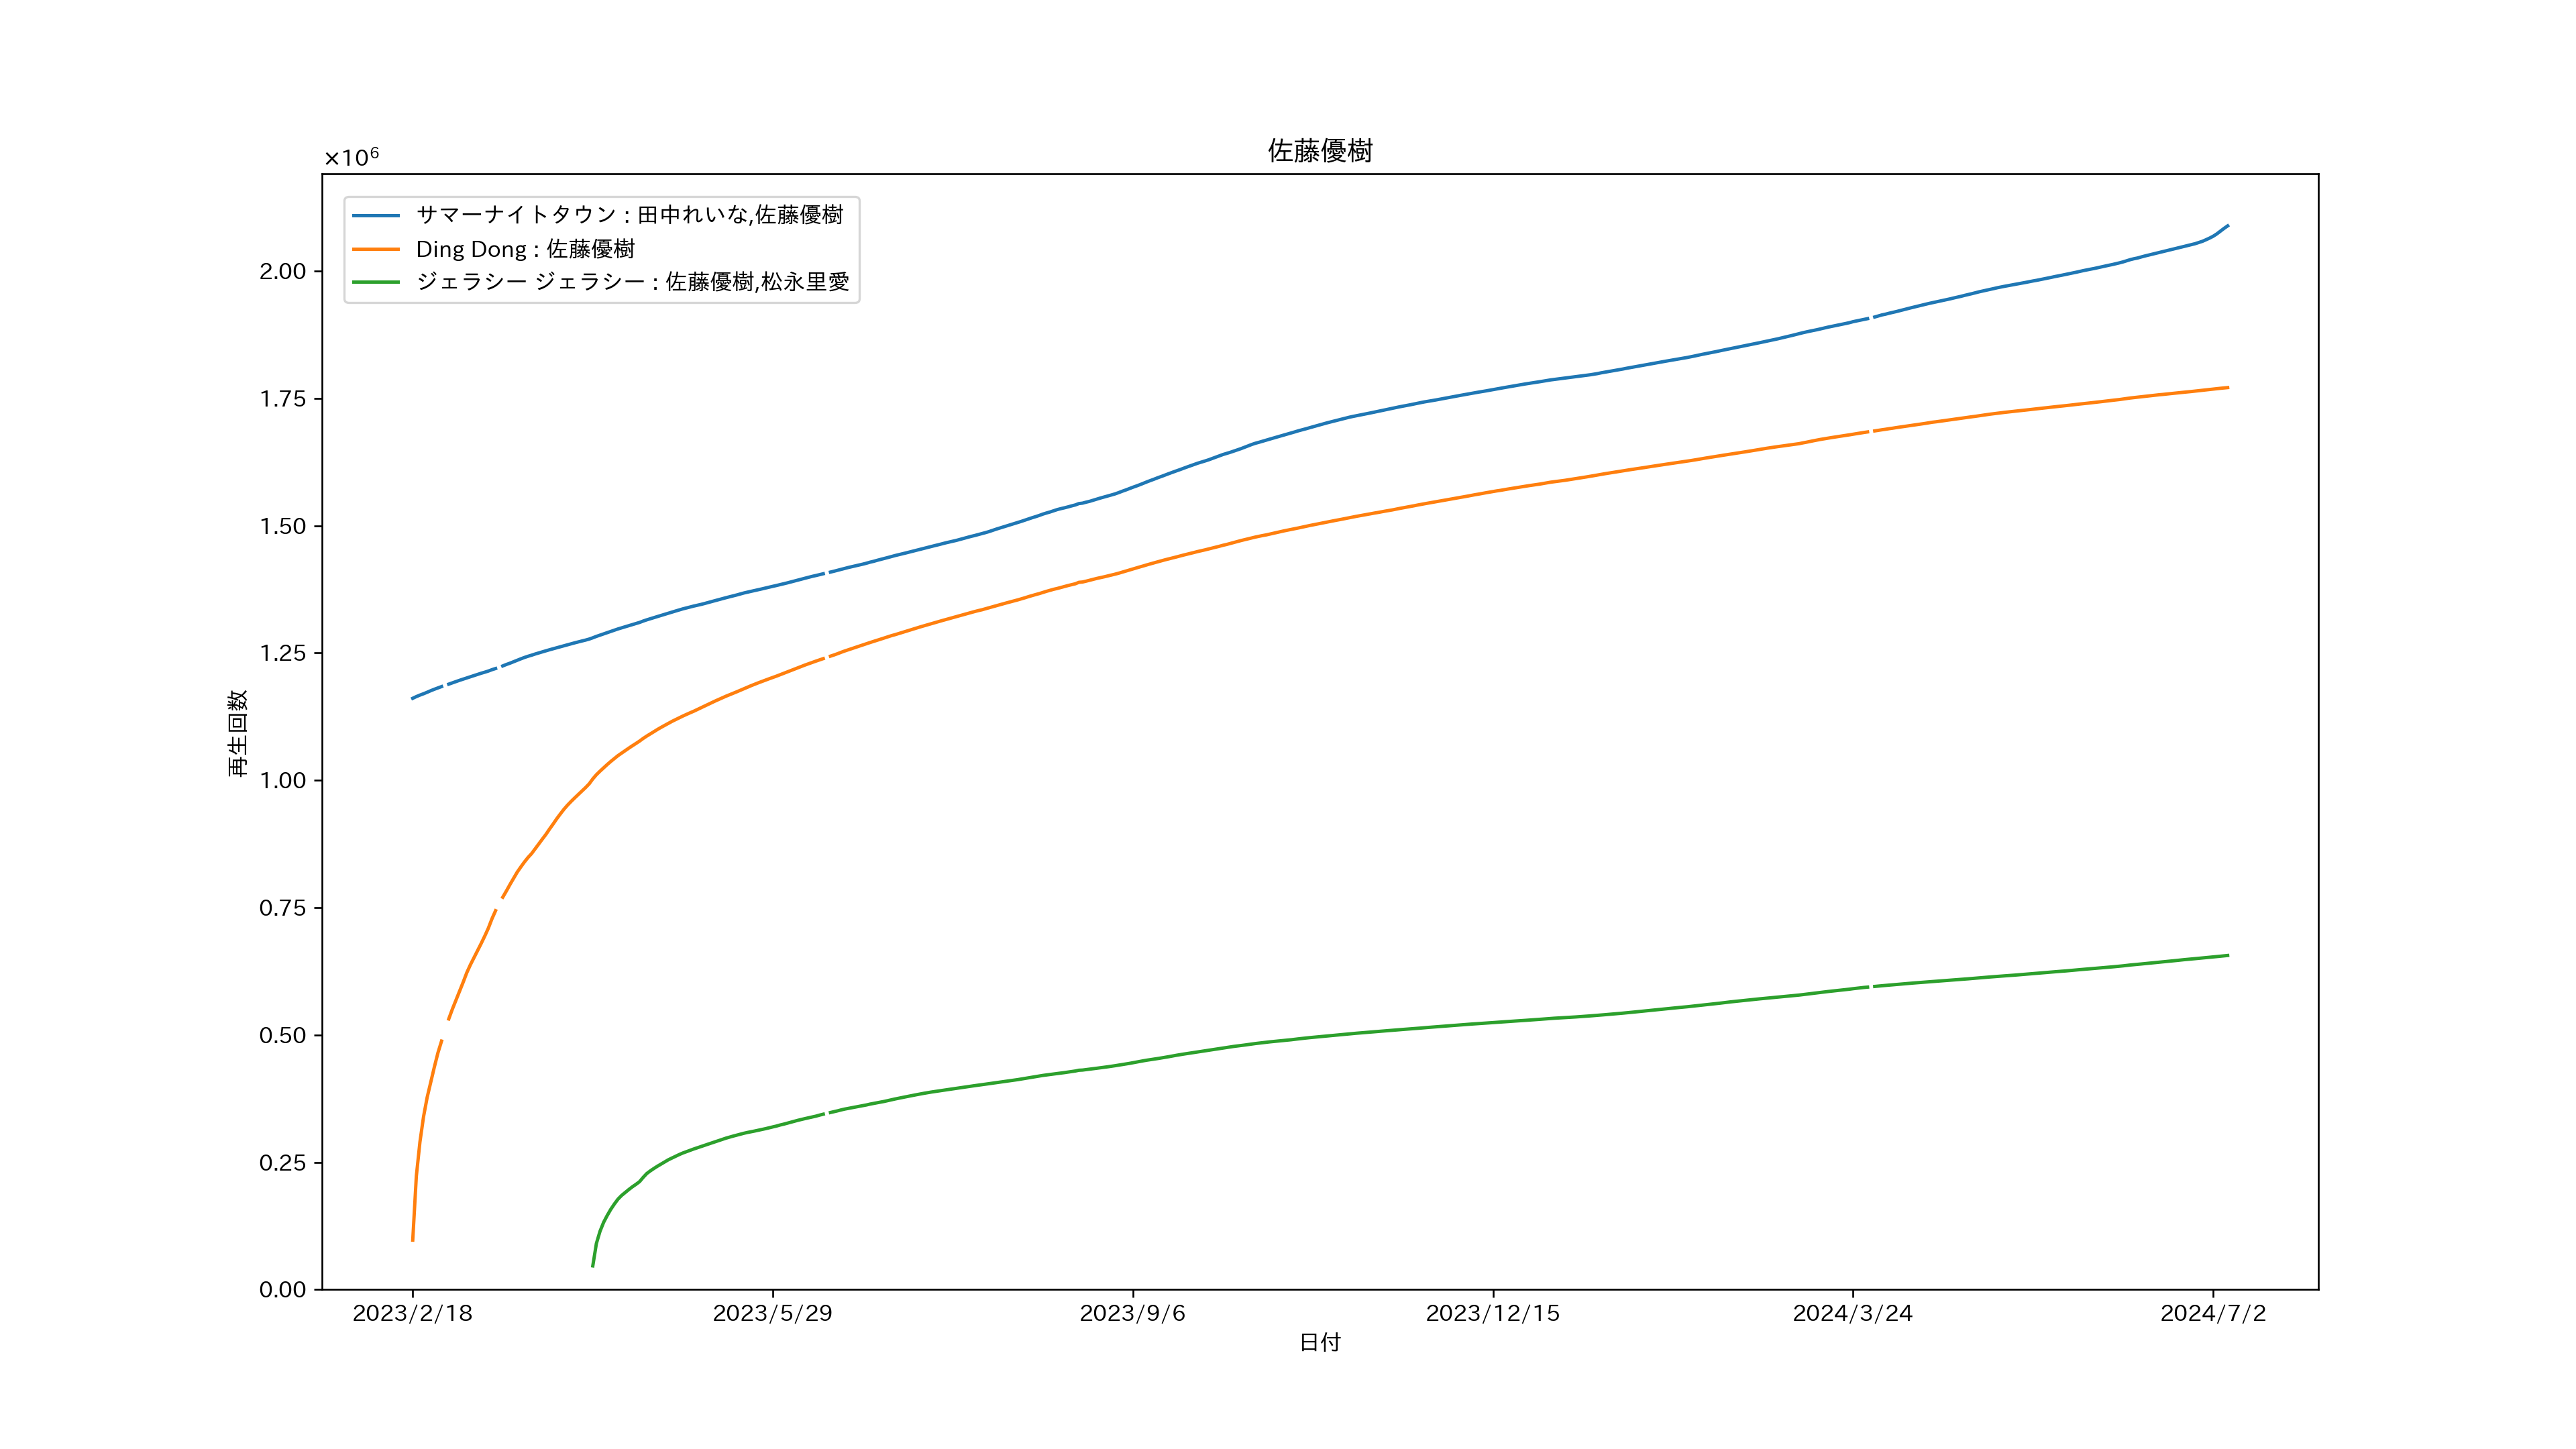 佐藤優樹
×10⁶
サマーナイトタウン : 田中れいな,佐藤優樹
Ding Dong : 佐藤優樹
ジェラシー ジェラシー : 佐藤優樹,松永里愛
2.00
1.75
1.50
1.25
1.00
0.75
0.50
0.25
0.00
再生回数
2023/2/18 2023/5/29 2023/9/6 2023/12/15 2024/3/24 2024/7/2
日付